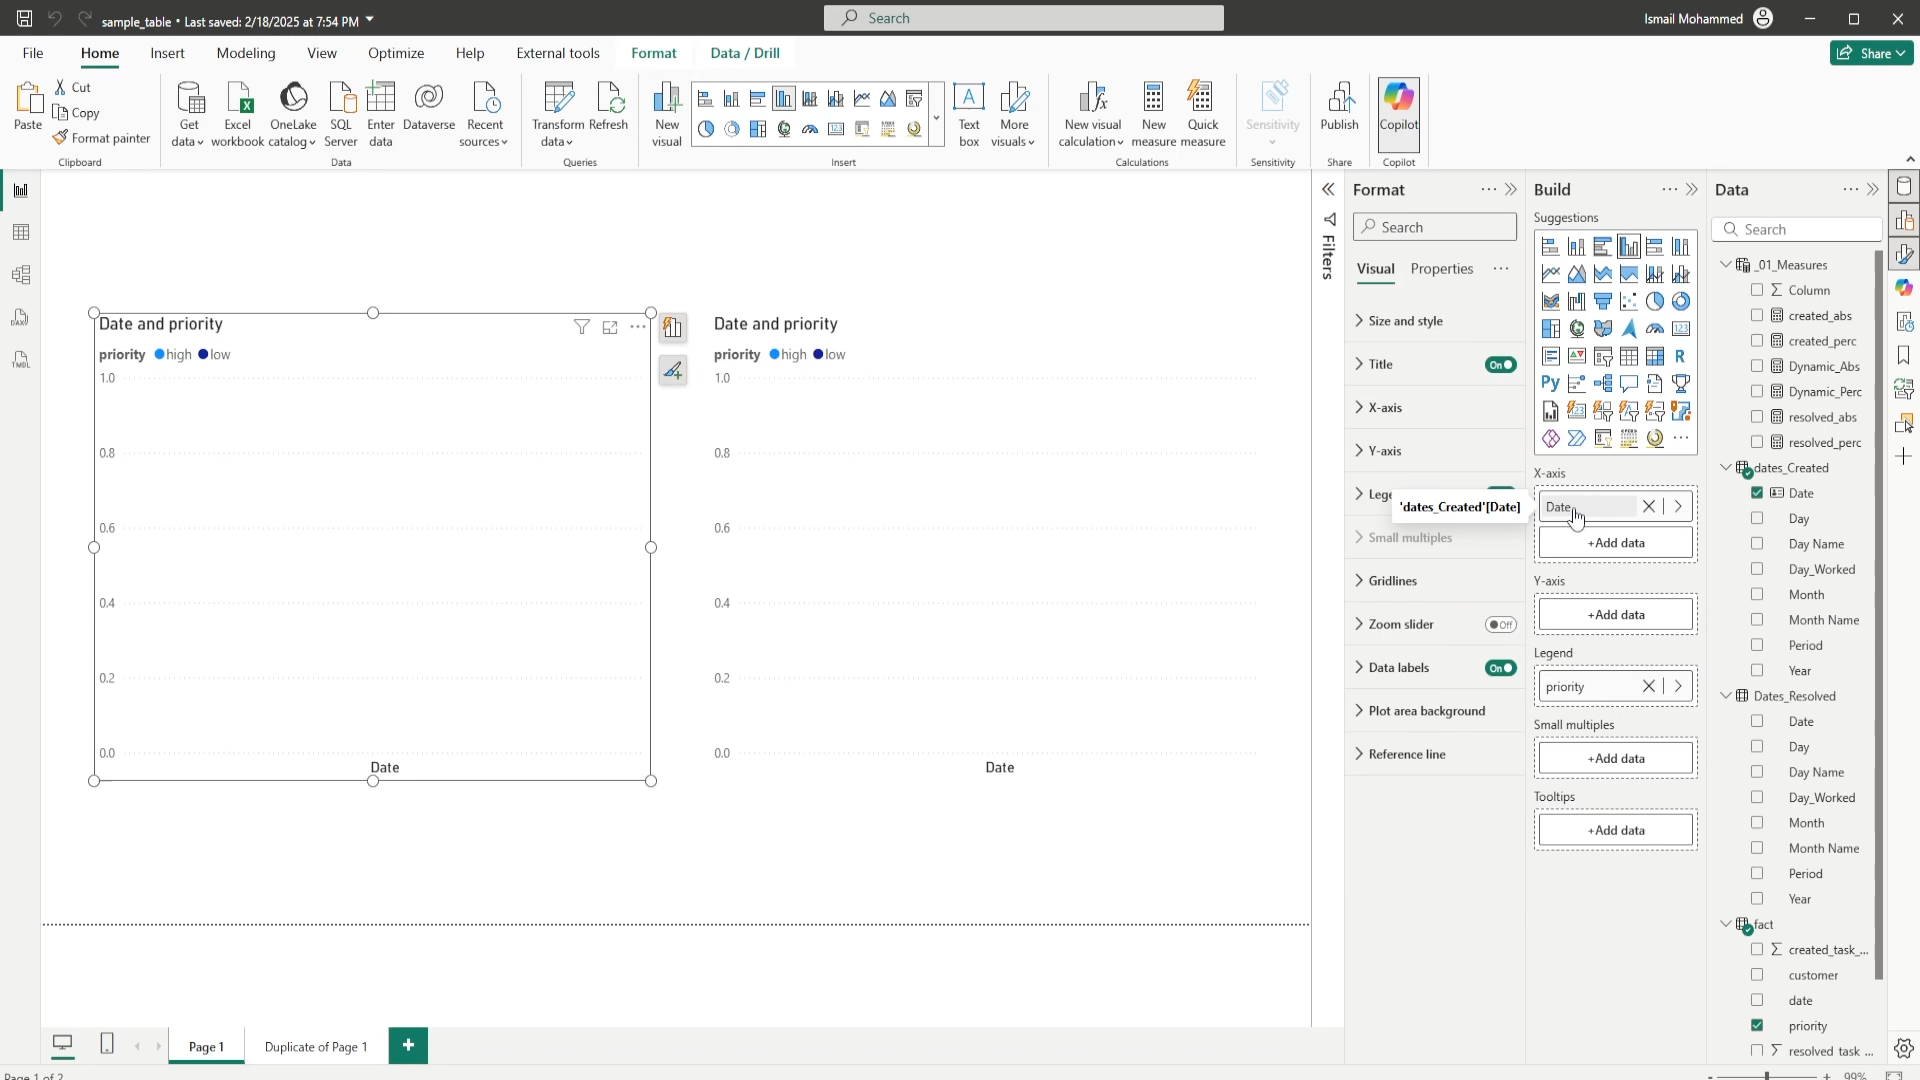 sample_table • Last saved: 2/18/2025 at 7:54 PM
Search
Ismail Mohammed
File
Home
Insert
Modeling
View
Optimize
Help
External tools
Format
Data / Drill
Share
Paste
Cut
Copy
Format painter
Clipboard
Get data
Excel workbook
OneLake catalog
SQL Server
Enter data
Dataverse
Recent sources
Data
Transform data
Refresh
Queries
New visual
Text box
More visuals
Insert
New visual calculation
New measure
Quick measure
Calculations
Sensitivity
Sensitivity
Publish
Share
Copilot
Copilot
DAX
TMDL
Date and priority
priority high low
1.0
0.8
0.6
0.4
0.2
0.0
Date
Date and priority
priority high low
1.0
0.8
0.6
0.4
0.2
0.0
Date
Filters
Format
Search
Visual
Properties
Size and style
Title
On
X-axis
Y-axis
Lege
'dates_Created'[Date]
Small multiples
Gridlines
Zoom slider
Off
Data labels
On
Plot area background
Reference line
Build
Suggestions
R
Py
123
X-axis
Date
+Add data
Y-axis
+Add data
Legend
priority
Small multiples
+Add data
Tooltips
+Add data
Data
Search
_01_Measures
Column
created_abs
created_perc
Dynamic_Abs
Dynamic_Perc
resolved_abs
resolved_perc
dates_Created
Date
Day
Day Name
Day_Worked
Month
Month Name
Period
Year
Dates_Resolved
Date
Day
Day Name
Day_Worked
Month
Month Name
Period
Year
fact
created_task_...
customer
date
priority
resolved task ...
Page 1
Duplicate of Page 1
Page 1 of 2
99%